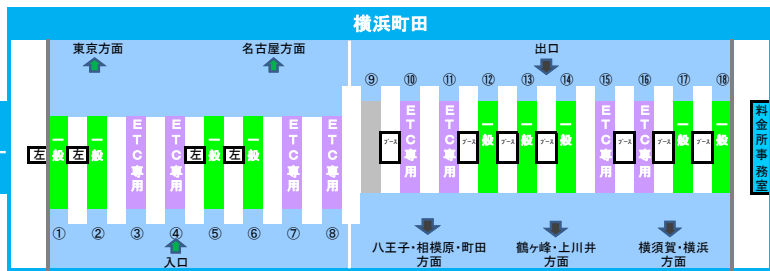 横浜町田
東京方面
名古屋方面
出口
⑨
⑩
⑪
⑫
⑬
⑭
⑮
⑯
⑰
⑱
左
一般
左
一般
ETC専用
ETC専用
左
一般
左
一般
ETC専用
ETC専用
ブース
ETC専用
ETC専用
ブース
一般
ブース
一般
ブース
一般
ETC専用
ブース
ETC専用
ブース
一般
ブース
一般
料金所事務室
①
②
③
④
⑤
⑥
⑦
⑧
入口
八王子・相模原・町田
方面
鶴ヶ峰・上川井
方面
横須賀・横浜
方面